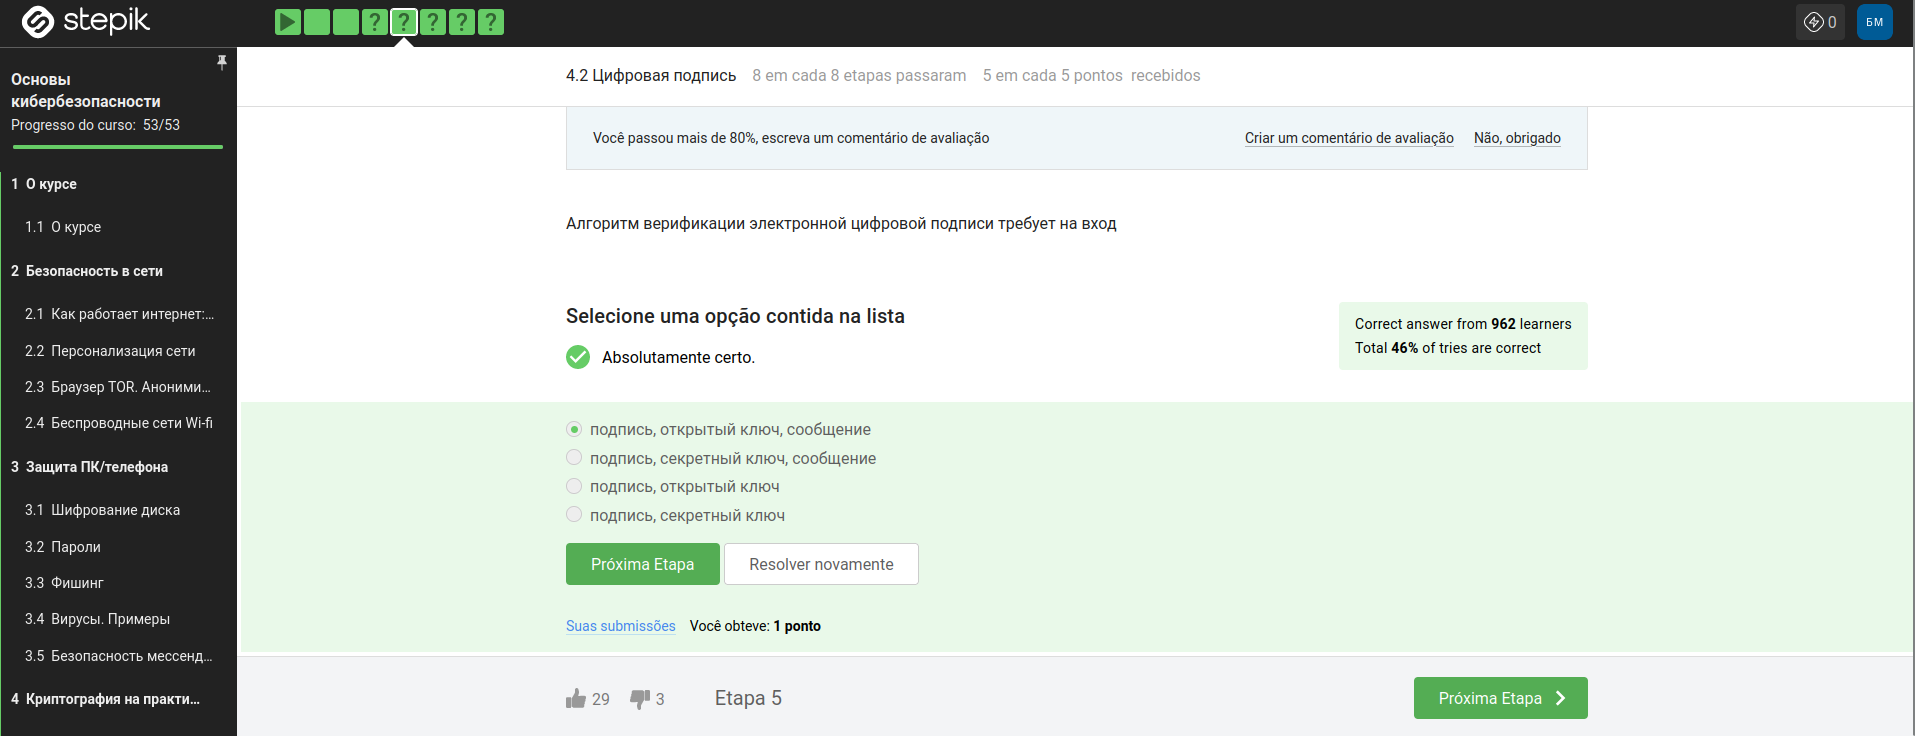 stepik
? ? ? ? ?
0
БМ
Основы
кибербезопасности
Progresso do curso: 53/53
1 О курсе
1.1 О курсе
2 Безопасность в сети
2.1 Как работает интернет:...
2.2 Персонализация сети
2.3 Браузер TOR. Аноними...
2.4 Беспроводные сети Wi-fi
3 Защита ПК/телефона
3.1 Шифрование диска
3.2 Пароли
3.3 Фишинг
3.4 Вирусы. Примеры
3.5 Безопасность мессенд...
4 Криптография на практи...
4.2 Цифровая подпись 8 em cada 8 etapas passaram 5 em cada 5 pontos recebidos
Você passou mais de 80%, escreva um comentário de avaliação Criar um comentário de avaliação Não, obrigado
Алгоритм верификации электронной цифровой подписи требует на вход
Selecione uma opção contida na lista
Absolutamente certo.
Correct answer from 962 learners
Total 46% of tries are correct
подпись, открытый ключ, сообщение
подпись, секретный ключ, сообщение
подпись, открытый ключ
подпись, секретный ключ
Próxima Etapa Resolver novamente
Suas submissões Você obteve: 1 ponto
29 3 Etapa 5 Próxima Etapa